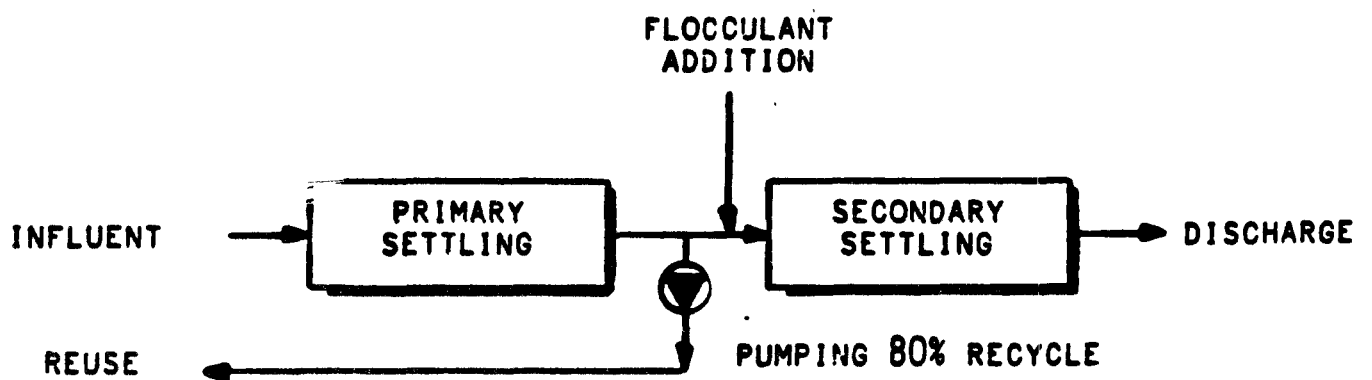 FLOCCULANT
ADDITION
PRIMARY
SETTLING
SECONDARY
SETTLING
INFLUENT
DISCHARGE
REUSE
PUMPING 80% RECYCLE